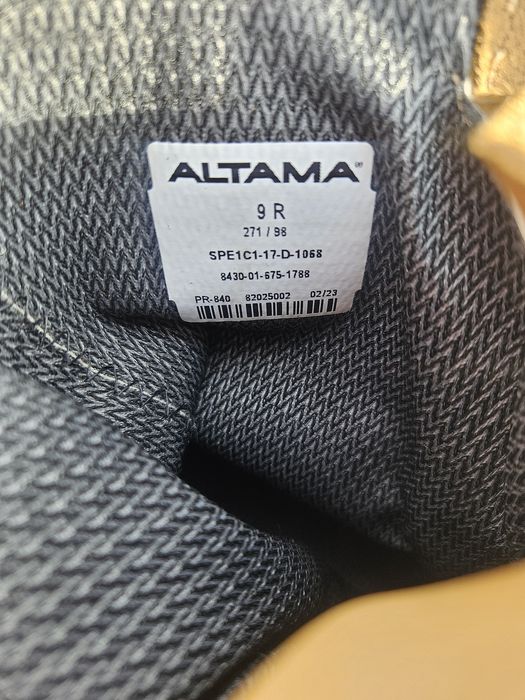 ALTAMA®
9 R
271 / 98
SPE1C1-17-D-1068
8430-01-675-1788
PR-840 82025002 02/23